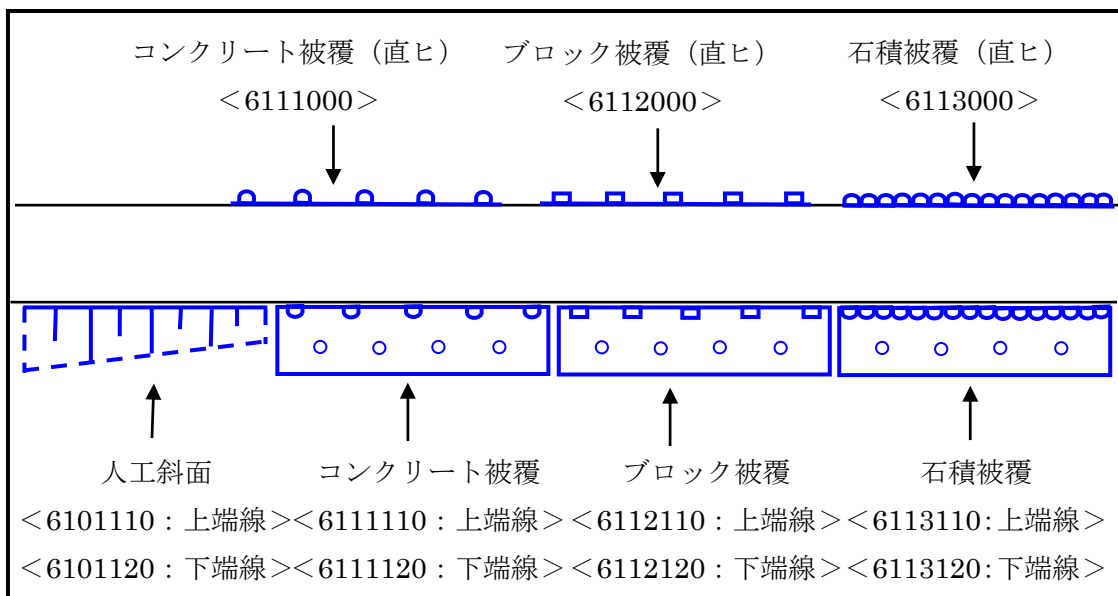 コンクリート被覆（直ヒ） ブロック被覆（直ヒ） 石積被覆（直ヒ）
＜6111000＞ ＜6112000＞ ＜6113000＞
人工斜面 コンクリート被覆 ブロック被覆 石積被覆
＜6101110：上端線＞＜6111110：上端線＞＜6112110：上端線＞＜6113110：上端線＞
＜6101120：下端線＞＜6111120：下端線＞＜6112120：下端線＞＜6113120：下端線＞